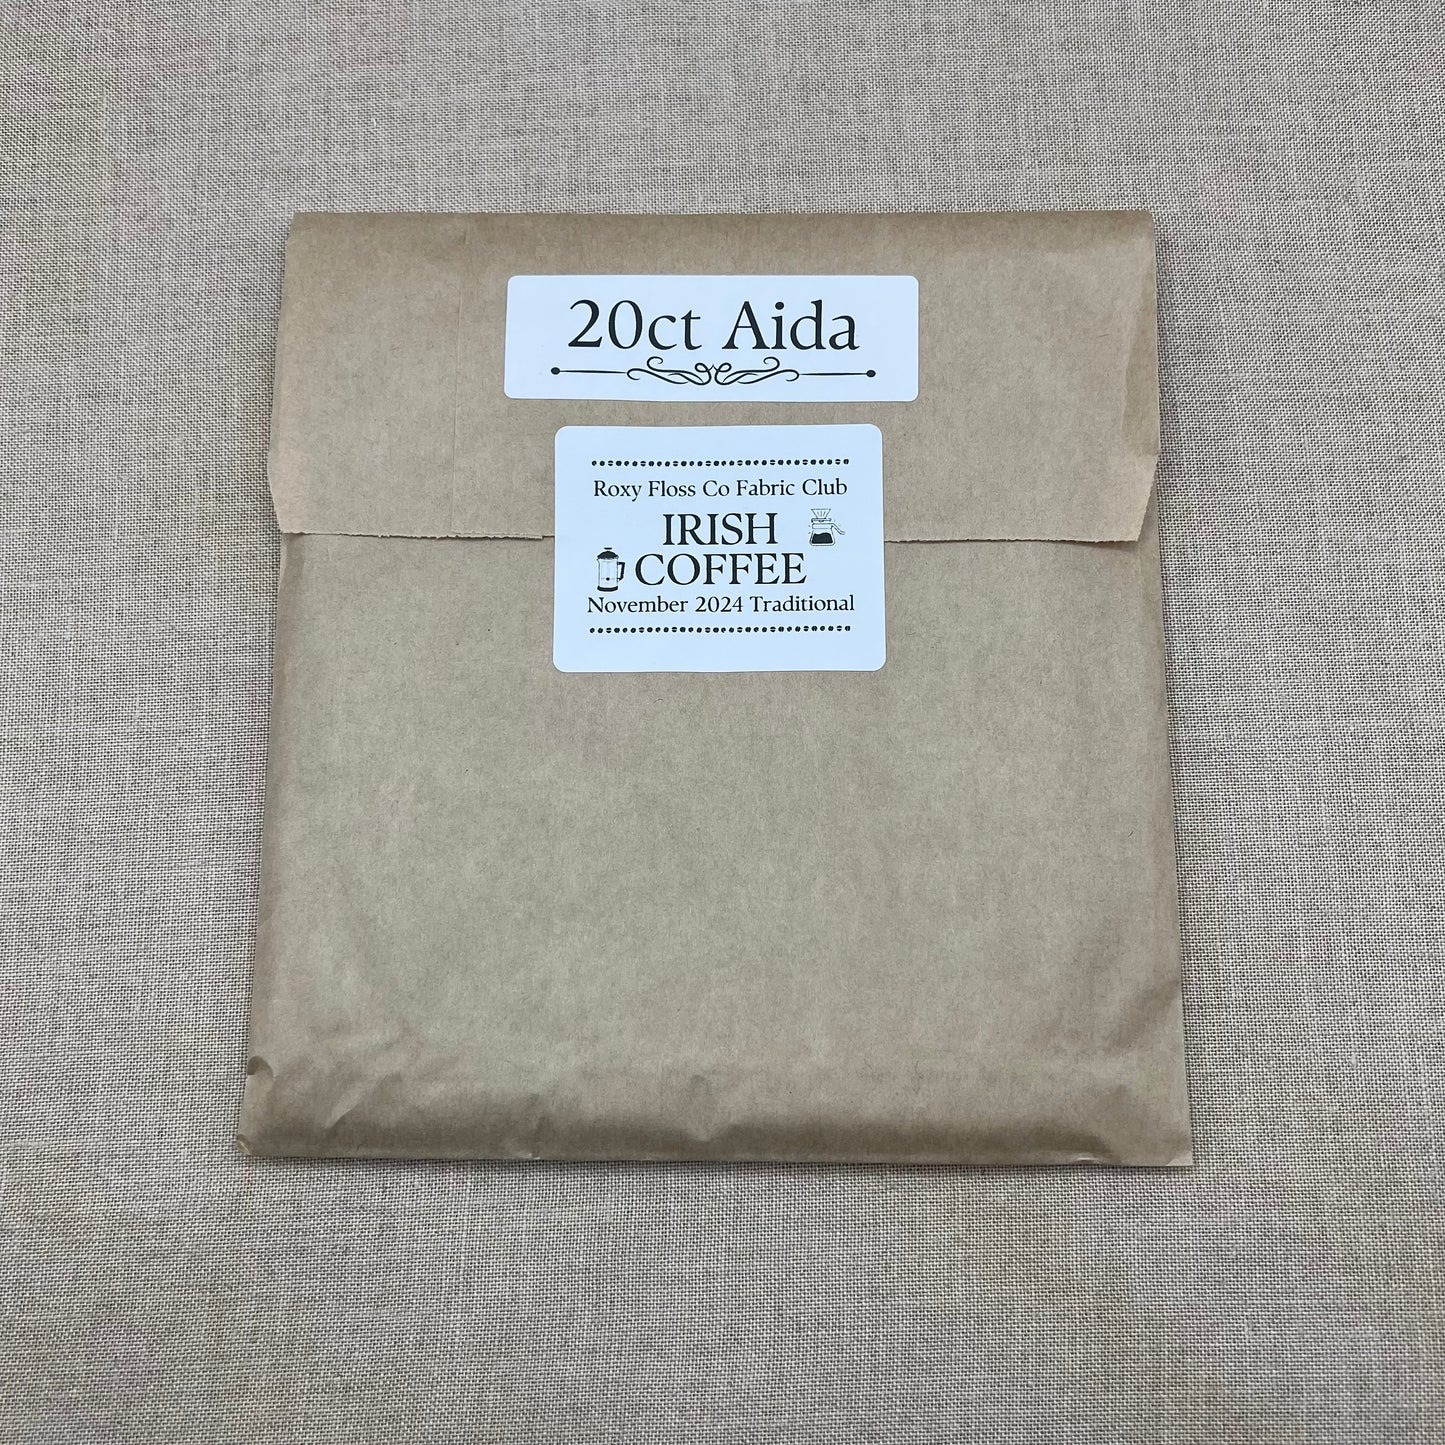 20ct Aida
Roxy Floss Co Fabric Club
IRISH
COFFEE
November 2024 Traditional